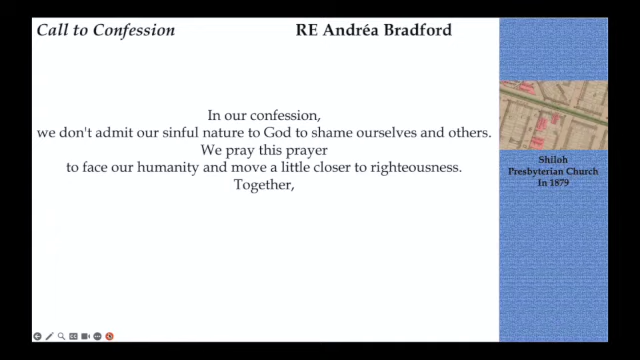 Call to Confession
RE Andréa Bradford
In our confession,
we don't admit our sinful nature to God to shame ourselves and others.
We pray this prayer
to face our humanity and move a little closer to righteousness.
Together,
Shiloh
Presbyterian Church
In 1879